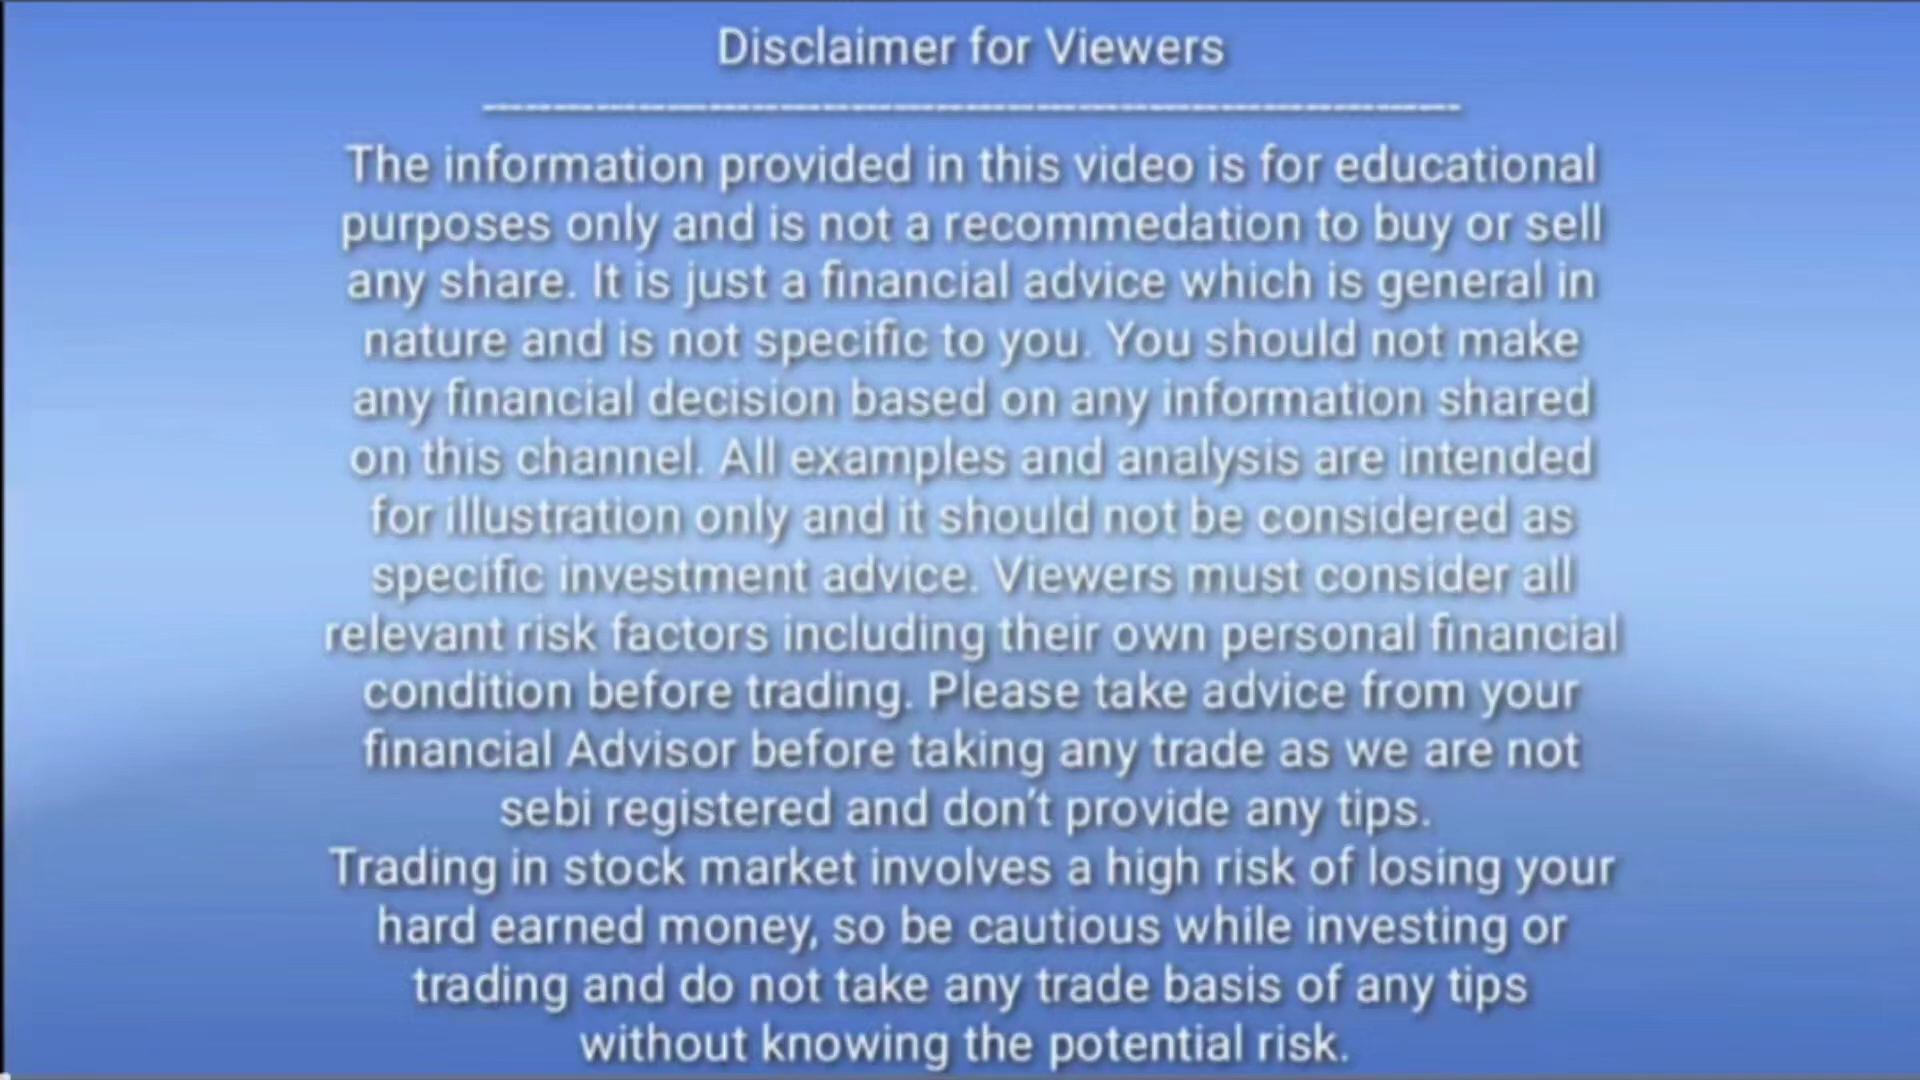 Disclaimer for Viewers
----------------------------------------------------------------------
The information provided in this video is for educational
purposes only and is not a recommedation to buy or sell
any share. It is just a financial advice which is general in
nature and is not specific to you. You should not make
any financial decision based on any information shared
on this channel. All examples and analysis are intended
for illustration only and it should not be considered as
specific investment advice. Viewers must consider all
relevant risk factors including their own personal financial
condition before trading. Please take advice from your
financial Advisor before taking any trade as we are not
sebi registered and don't provide any tips.
Trading in stock market involves a high risk of losing your
hard earned money, so be cautious while investing or
trading and do not take any trade basis of any tips
without knowing the potential risk.